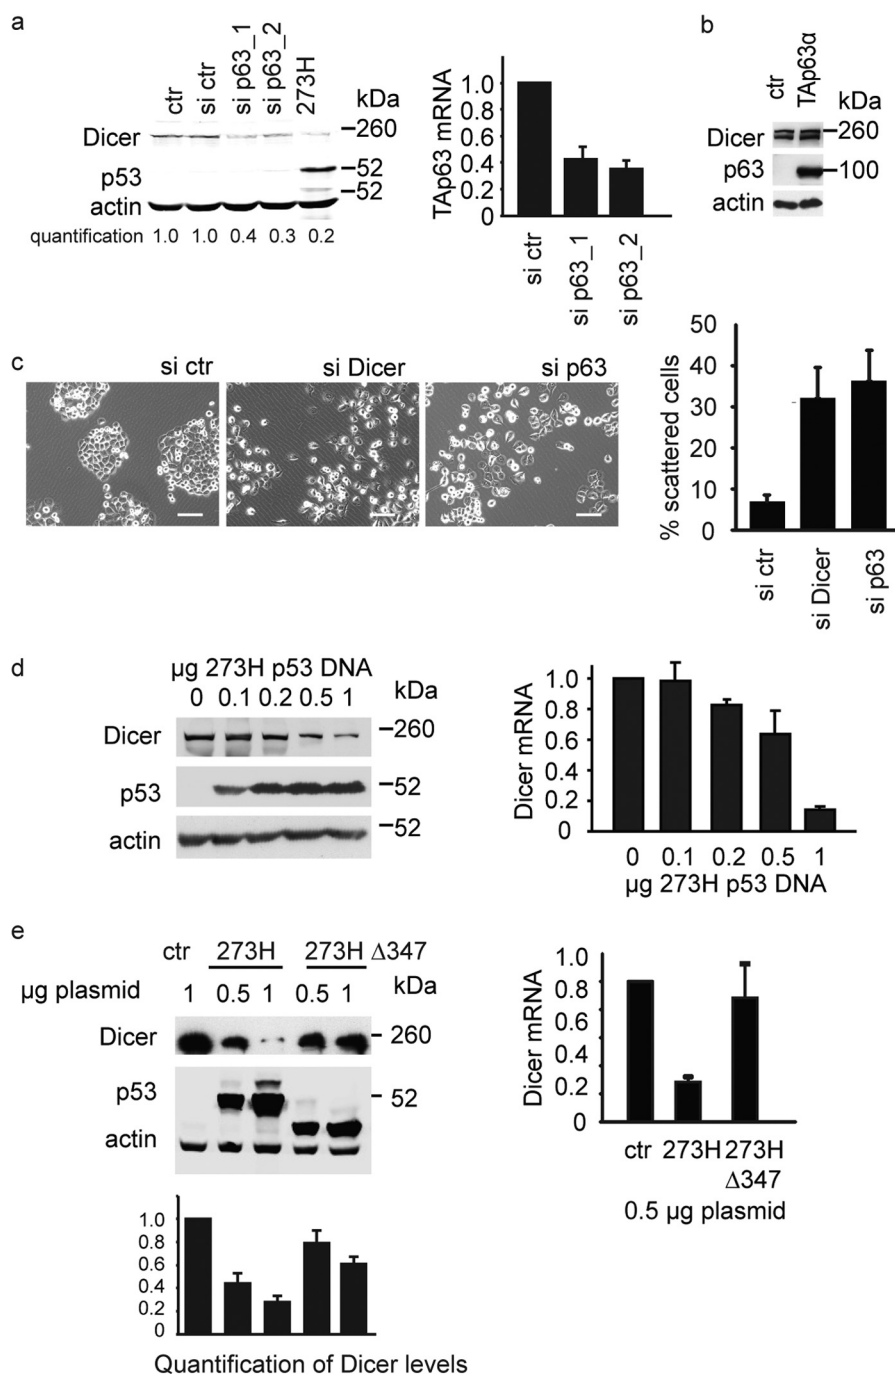 a
ctr
si ctr
si p63_1
si p63_2
273H
kDa
Dicer
260
p53
52
52
actin
quantification 1.0 1.0 0.4 0.3 0.2
TAp63 mRNA
1.0
0.8
0.6
0.4
0.2
0
si ctr
si p63_1
si p63_2
b
ctr
TAp63α
kDa
Dicer
260
p63
100
actin
c
si ctr
si Dicer
si p63
% scattered cells
50
40
30
20
10
0
si ctr
si Dicer
si p63
d
µg 273H p53 DNA
0 0.1 0.2 0.5 1 kDa
Dicer
260
p53
52
52
actin
Dicer mRNA
1.0
0.8
0.6
0.4
0.2
0
0 0.1 0.2 0.5 1
µg 273H p53 DNA
e
ctr 273H 273H Δ347
µg plasmid 1 0.5 1 0.5 1 kDa
Dicer
260
p53
52
actin
1.0
0.8
0.6
0.4
0.2
0
Quantification of Dicer levels
Dicer mRNA
0.8
0.6
0.4
0.2
0
ctr 273H 273H
Δ347
0.5 µg plasmid